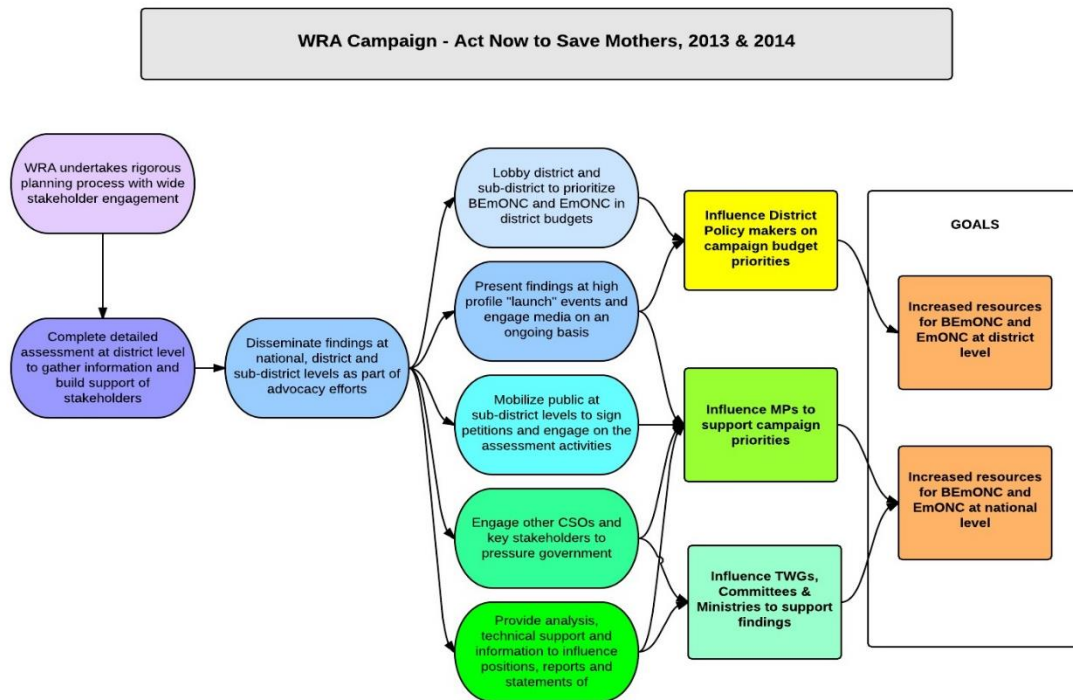 WRA Campaign - Act Now to Save Mothers, 2013 & 2014
WRA undertakes rigorous
planning process with wide
stakeholder engagement
Complete detailed
assessment at district level
to gather information and
build support of
stakeholders
Disseminate findings at
national, district and
sub-district levels as part of
advocacy efforts
Lobby district and
sub-district to prioritize
BEmONC and EmONC in
district budgets
Present findings at high
profile "launch" events and
engage media on an
ongoing basis
Mobilize public at
sub-district levels to sign
petitions and engage on the
assessment activities
Engage other CSOs and
key stakeholders to
pressure government
Provide analysis,
technical support and
information to influence
positions, reports and
statements of
Influence District
Policy makers on
campaign budget
priorities
Influence MPs to
support campaign
priorities
Influence TWGs,
Committees &
Ministries to support
findings
GOALS
Increased resources
for BEmONC and
EmONC at district
level
Increased resources
for BEmONC and
EmONC at national
level